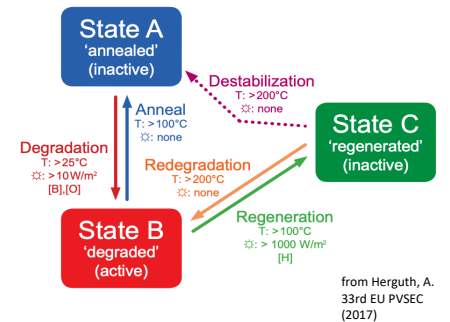 State A
'annealed'
(inactive)
Destabilization
T: >200°C
☼: none
Anneal
T: >100°C
☼: none
State C
'regenerated'
(inactive)
Degradation
T: >25°C
☼: >10W/m²
[B],[O]
Redegradation
T: >200°C
☼: none
State B
'degraded'
(active)
Regeneration
T: >100°C
☼: > 1000 W/m²
[H]
from Herguth, A.
33rd EU PVSEC
(2017)